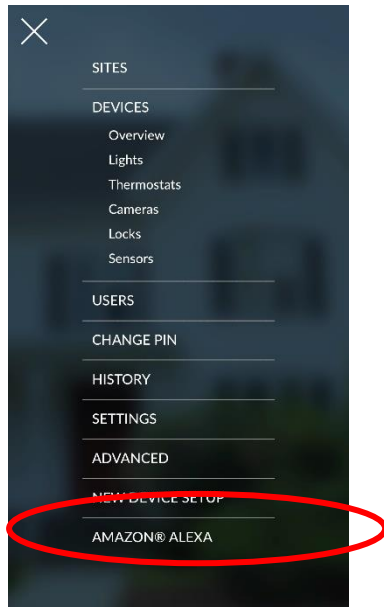 SITES
DEVICES
Overview
Lights
Thermostats
Cameras
Locks
Sensors
USERS
CHANGE PIN
HISTORY
SETTINGS
ADVANCED
NEW DEVICE SETUP
AMAZON® ALEXA